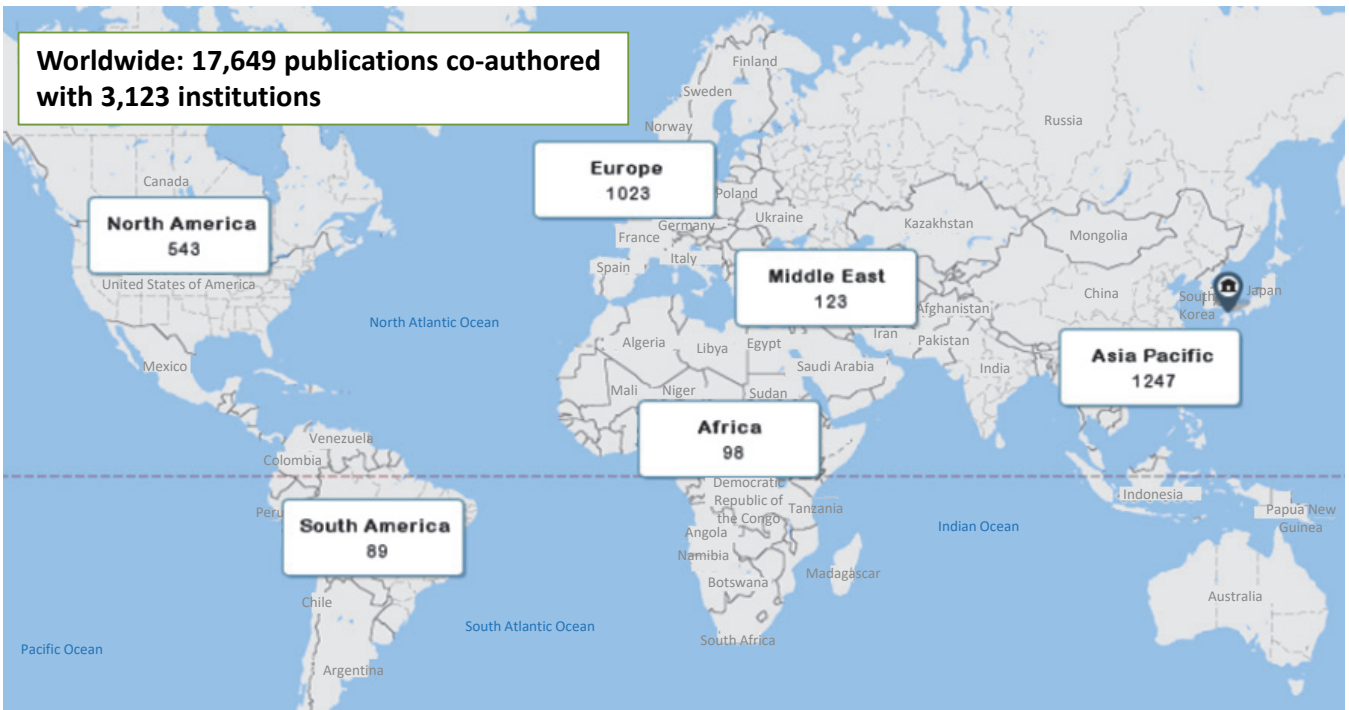 Worldwide: 17,649 publications co-authored
with 3,123 institutions
Finland
Sweden
Norway
Russia
Europe
1023
Canada
Poland
North America
543
Ukraine
Germany
Kazakhstan
France
Mongolia
Italy
Spain
Middle East
123
United States of America
China
South
Korea
Japan
Afghanistan
North Atlantic Ocean
Iran
Pakistan
Algeria
Libya
Egypt
Asia Pacific
1247
Mexico
Saudi Arabia
India
Mali
Niger
Sudan
Africa
98
Venezuela
Colombia
Democratic
Republic of
the Congo
Indonesia
Tanzania
Papua New
Guinea
Peru
South America
89
Indian Ocean
Angola
Namibia
Madagascar
Botswana
Australia
Chile
South Atlantic Ocean
South Africa
Pacific Ocean
Argentina